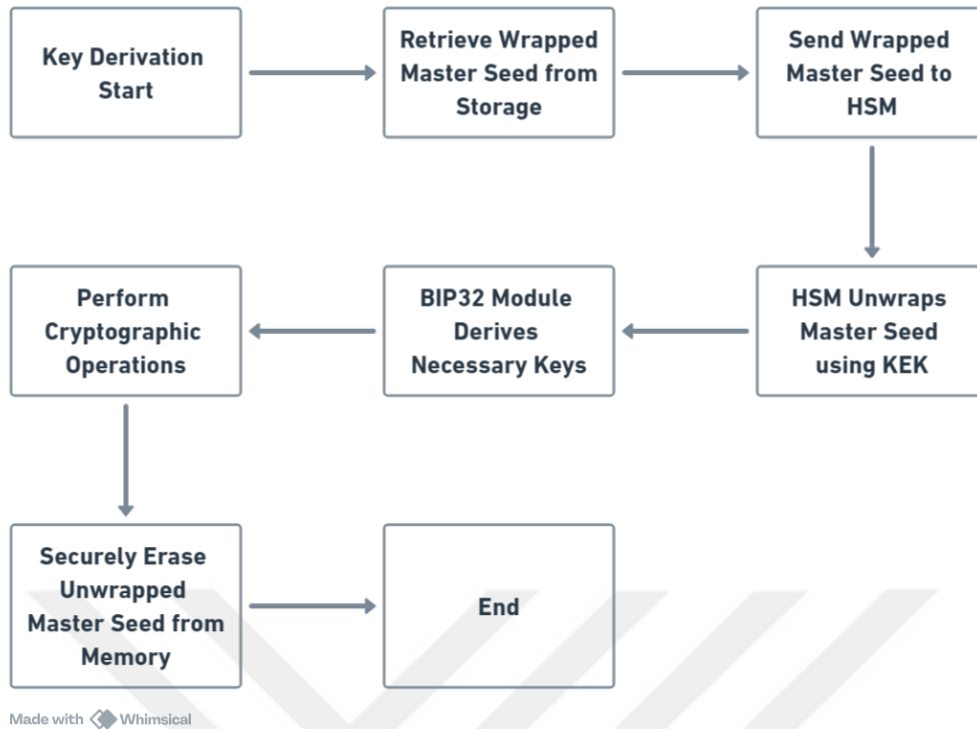 Key Derivation
Start
Retrieve Wrapped
Master Seed from
Storage
Send Wrapped
Master Seed to
HSM
HSM Unwraps
Master Seed
using KEK
BIP32 Module
Derives
Necessary Keys
Perform
Cryptographic
Operations
Securely Erase
Unwrapped
Master Seed from
Memory
End
Made with Whimsical